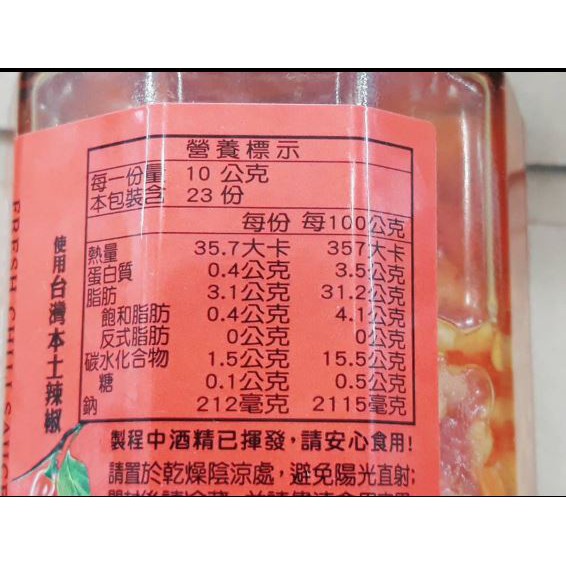 營養標示
每一份量 10 公克
本包裝含 23 份
每份 每100公克
熱量 35.7大卡 357大卡
蛋白質 0.4公克 3.5公克
脂肪 3.1公克 31.2公克
飽和脂肪 0.4公克 4.1公克
反式脂肪 0公克 0公克
碳水化合物 1.5公克 15.5公克
糖 0.1公克 0.5公克
鈉 212毫克 2115毫克
製程中酒精已揮發，請安心食用!
請置於乾燥陰涼處，避免陽光直射;
使用台灣本土辣椒
FRESH CHILI SAUCE